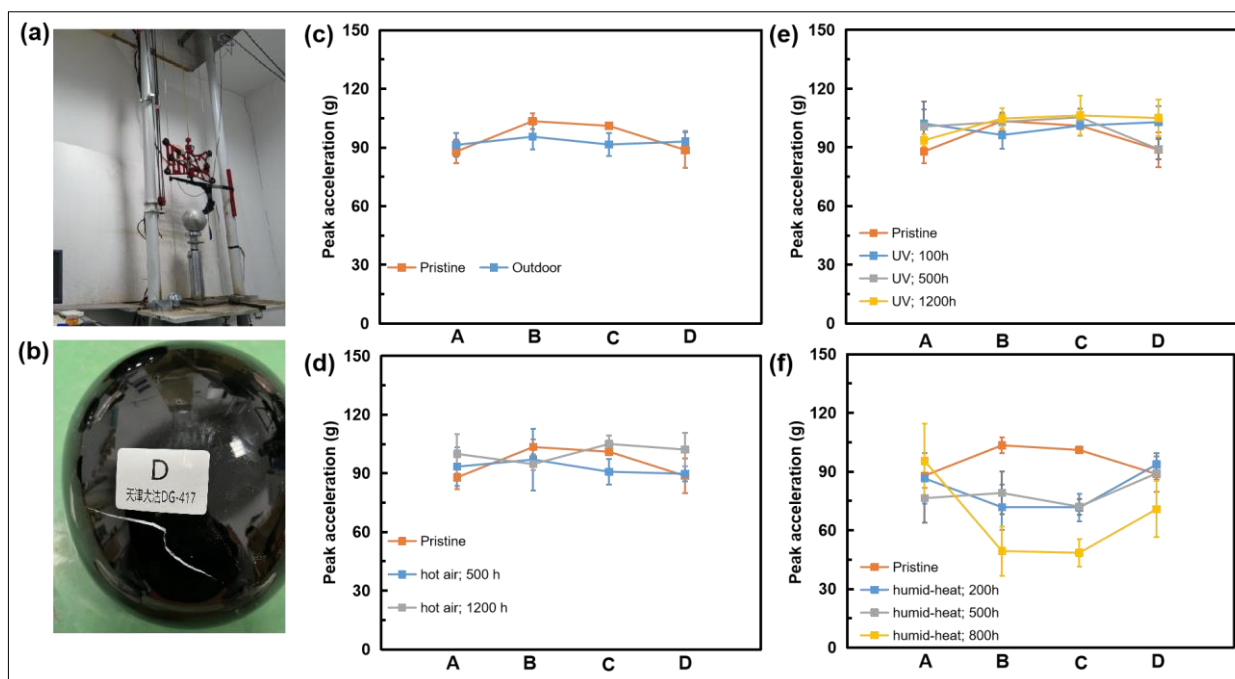 (a)
(b)
D
天津大沽DG-417
(c)
Peak acceleration (g)
150
120
90
60
30
0
Pristine
Outdoor
A B C D
(d)
Peak acceleration (g)
150
120
90
60
30
0
Pristine
hot air; 500 h
hot air; 1200 h
A B C D
(e)
Peak acceleration (g)
150
120
90
60
30
0
Pristine
UV; 100h
UV; 500h
UV; 1200h
A B C D
(f)
Peak acceleration (g)
150
120
90
60
30
0
Pristine
humid-heat; 200h
humid-heat; 500h
humid-heat; 800h
A B C D